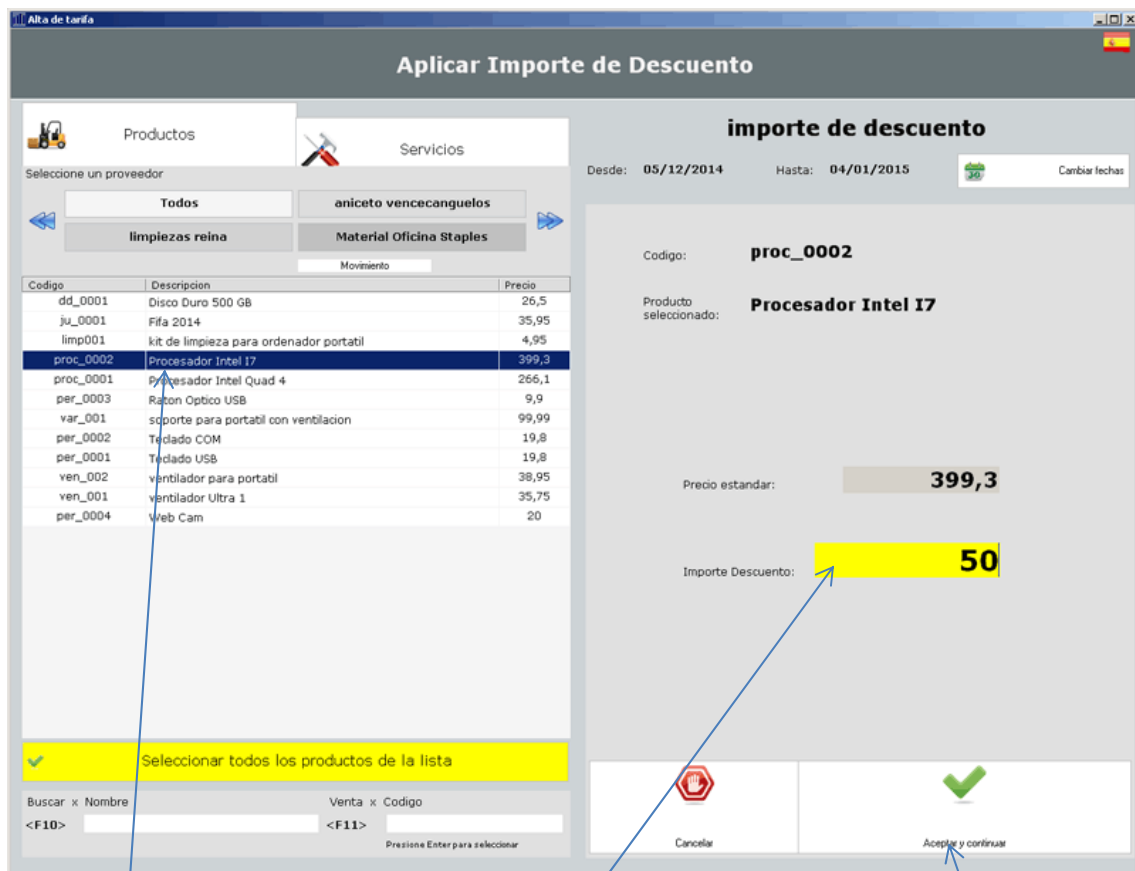 Alta de tarifa
Aplicar Importe de Descuento
Productos
Servicios
Seleccione un proveedor
Todos
aniceto vencecanguelos
limpiezas reina
Material Oficina Staples
Movimiento
Codigo Descripcion Precio
dd_0001 Disco Duro 500 GB 26,5
ju_0001 Fifa 2014 35,95
limp001 kit de limpieza para ordenador portatil 4,95
proc_0002 Procesador Intel I7 399,3
proc_0001 Procesador Intel Quad 4 266,1
per_0003 Raton Optico USB 9,9
var_001 soporte para portatil con ventilacion 99,99
per_0002 Teclado COM 19,8
per_0001 Teclado USB 19,8
ven_002 ventilador para portatil 38,95
ven_001 ventilador Ultra 1 35,75
per_0004 Web Cam 20
Seleccionar todos los productos de la lista
Buscar x Nombre Venta x Codigo
<F10> <F11>
Presione Enter para seleccionar
importe de descuento
Desde: 05/12/2014 Hasta: 04/01/2015 30 Cambiar fechas
Codigo: proc_0002
Producto
seleccionado: Procesador Intel I7
Precio estandar: 399,3
Importe Descuento: 50
Cancelar
Aceptar y continuar